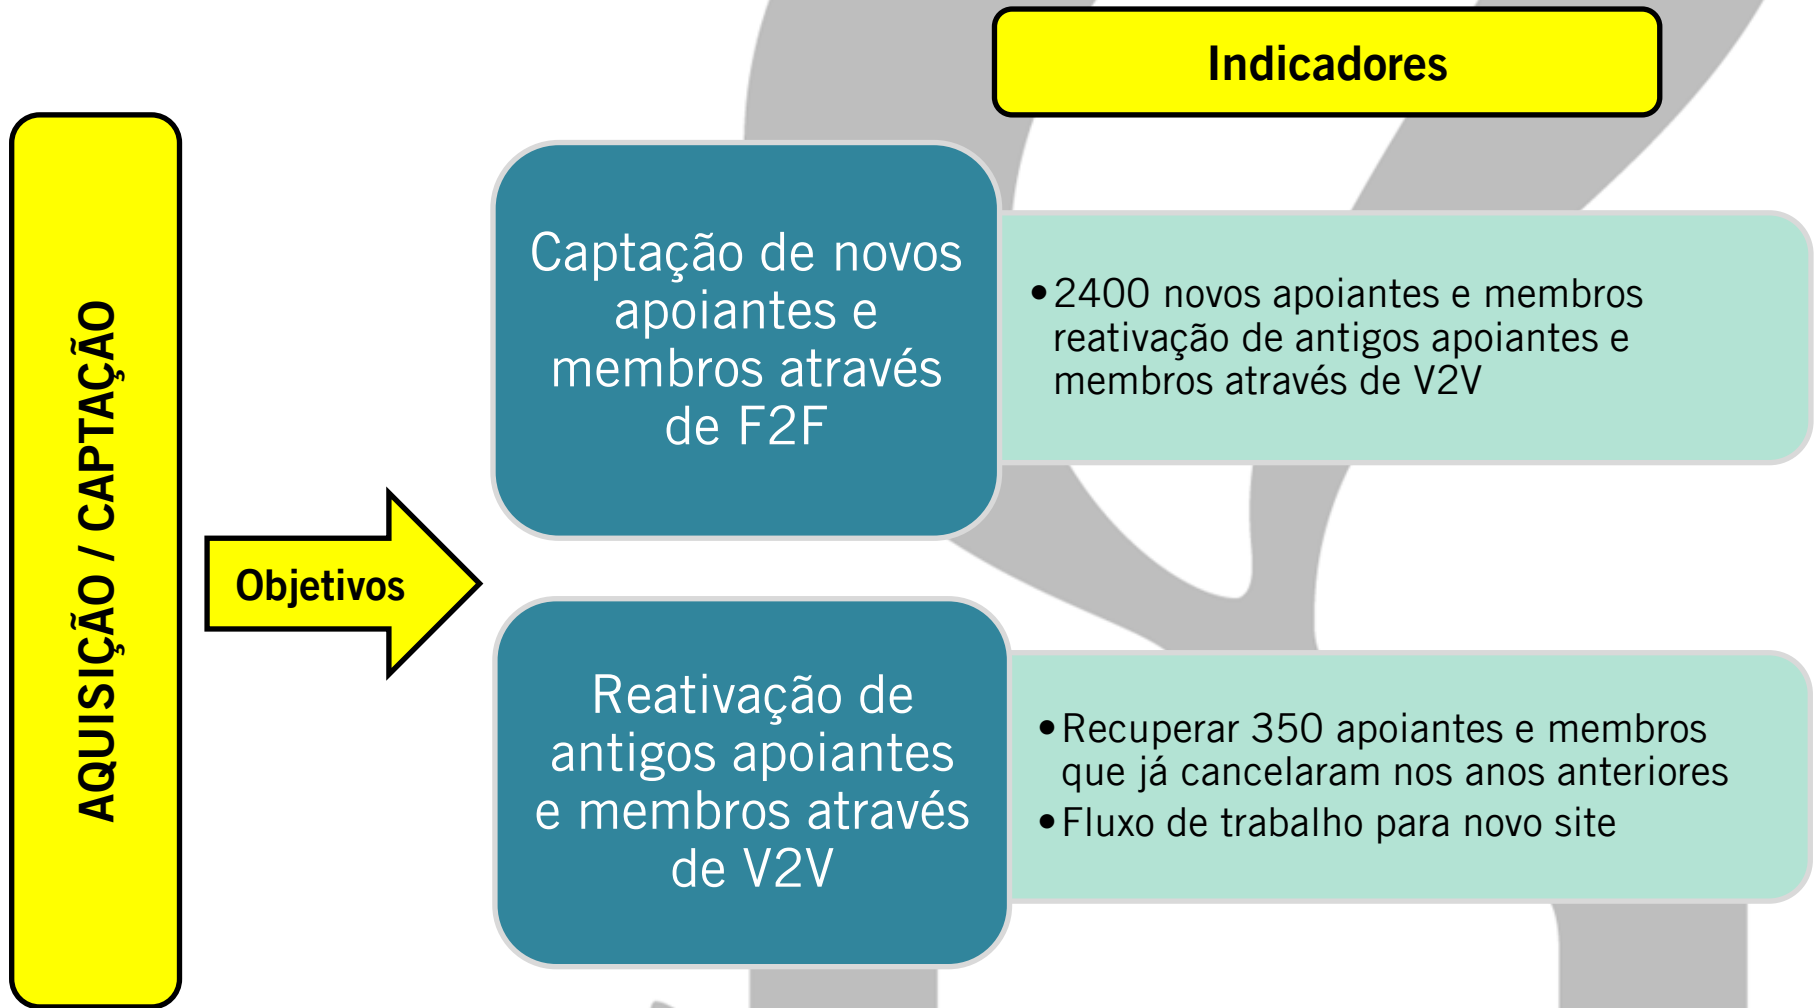 Indicadores
AQUISIÇÃO / CAPTAÇÃO
Objetivos
Captação de novos
apoiantes e
membros através
de F2F
•2400 novos apoiantes e membros
reativação de antigos apoiantes e
membros através de V2V
Reativação de
antigos apoiantes
e membros através
de V2V
•Recuperar 350 apoiantes e membros
que já cancelaram nos anos anteriores
•Fluxo de trabalho para novo site